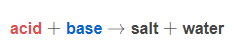 acid + base → salt + water